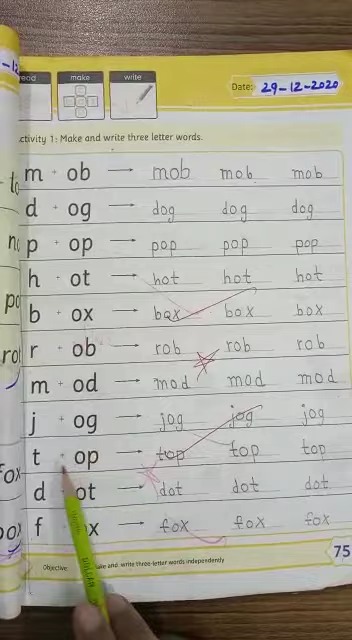 read make write
Date: 29-12-2020
Activity 1: Make and write three letter words.
m + ob → mob mob mob
d + og → dog dog dog
p + op → pop pop pop
h + ot → hot hot hot
b + ox → box box box
r + ob → rob rob rob
m + od → mod mod mod
j + og → jog jog jog
t + op → top top top
d + ot → dot dot dot
f + ox → fox fox fox
Objective: make and write three-letter words independently
75